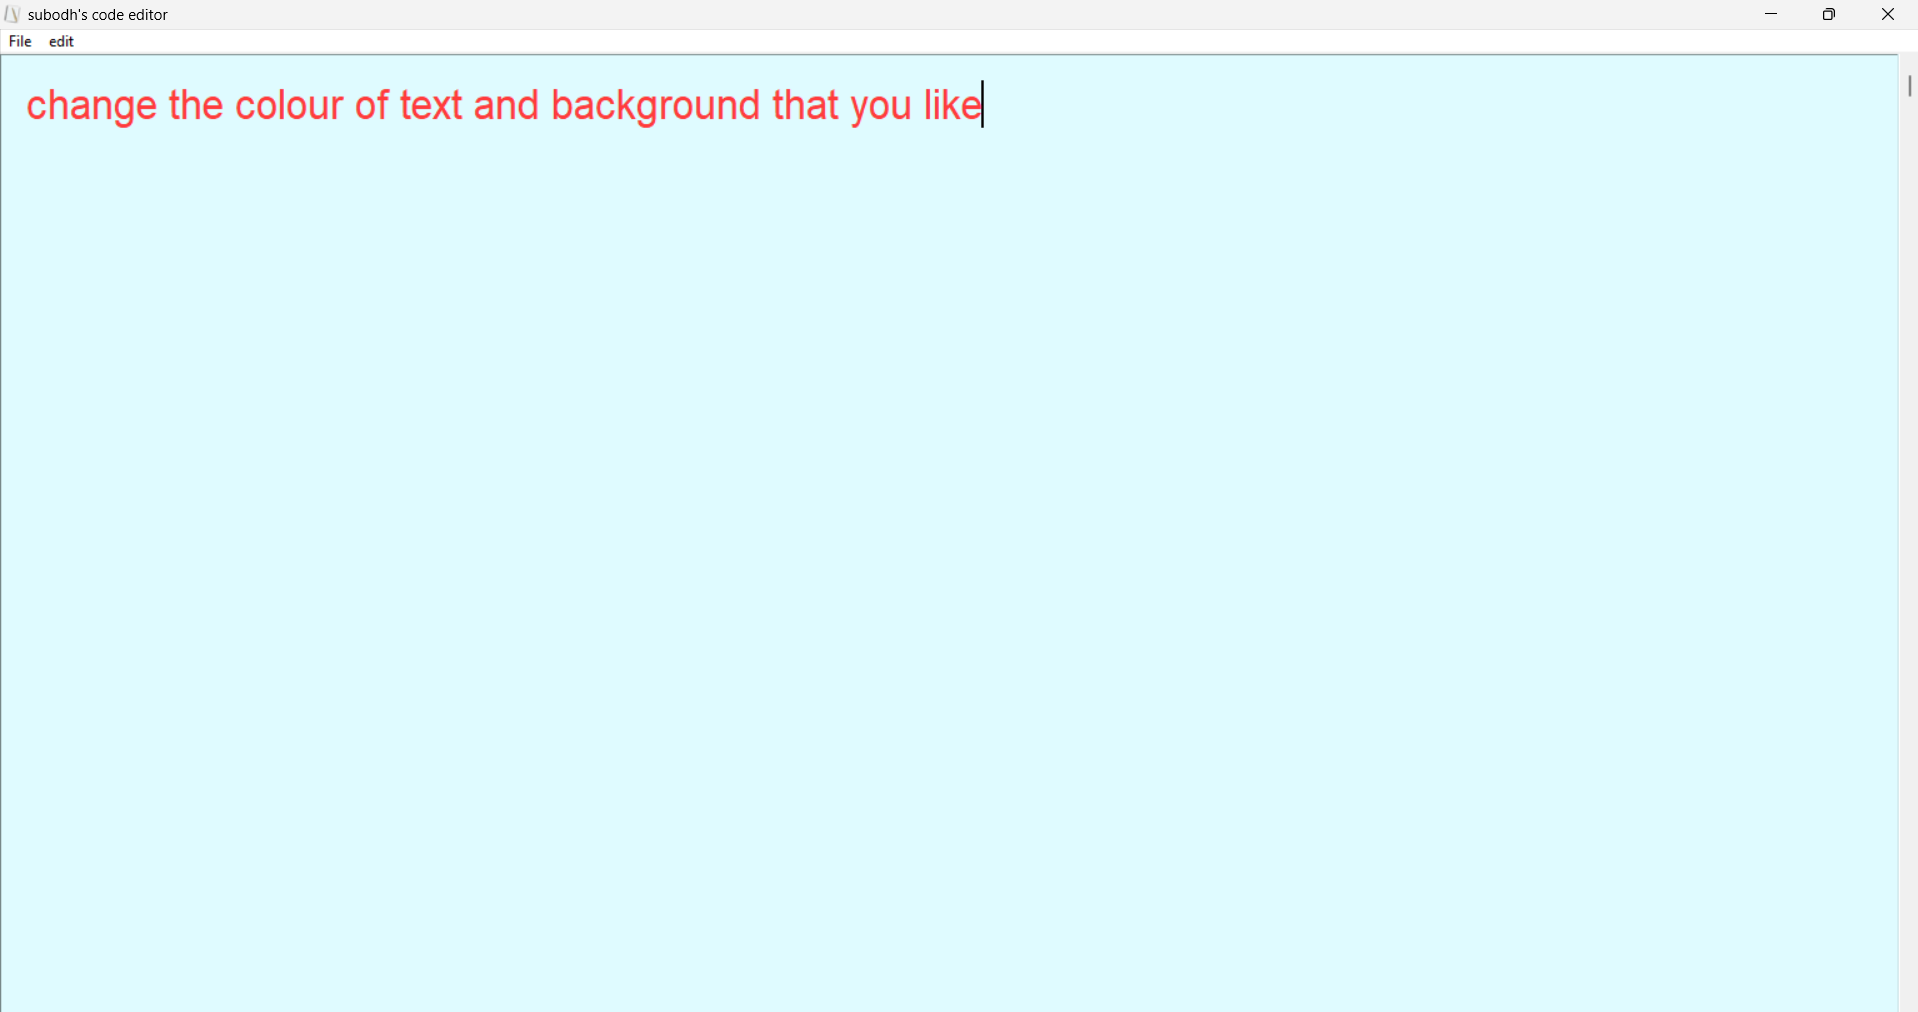 subodh's code editor
File edit
change the colour of text and background that you like